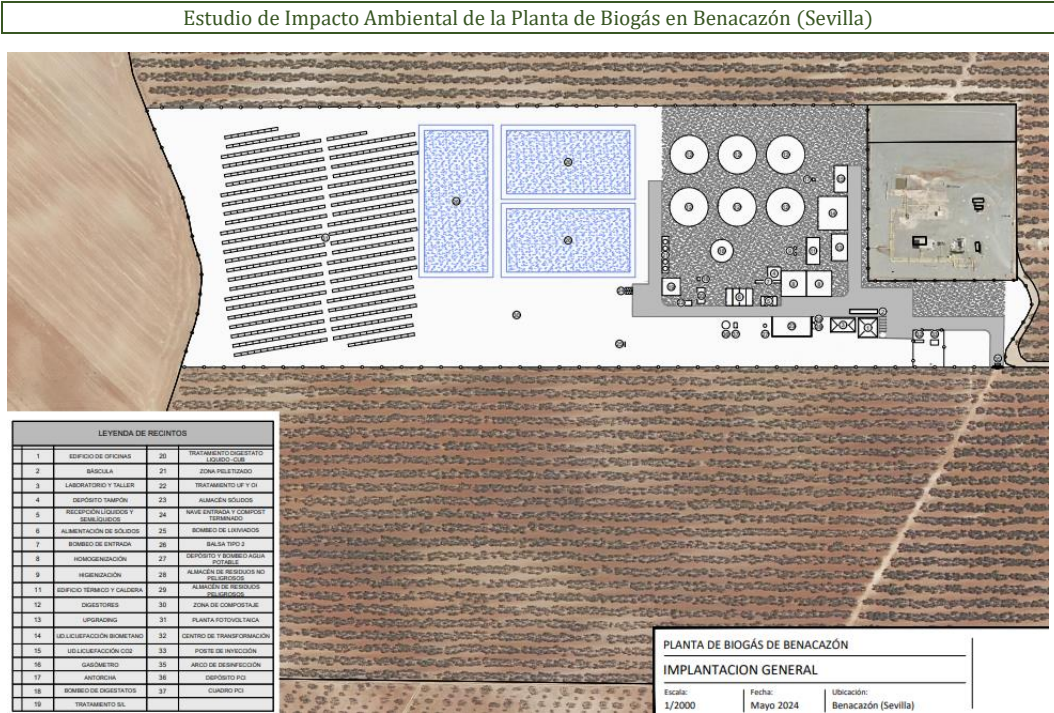 Estudio de Impacto Ambiental de la Planta de Biogás en Benacazón (Sevilla)
LEYENDA DE RECINTOS
1 EDIFICIO DE OFICINAS 20 TRATAMIENTO DIGESTATO
LIQUIDO -CUB
2 BÁSCULA 21 ZONA PELETIZADO
3 LABORATORIO Y TALLER 22 TRATAMIENTO UF Y OI
4 DEPÓSITO TAMPÓN 23 ALMACÉN SÓLIDOS
5 RECEPCIÓN LÍQUIDOS Y
SEMILÍQUIDOS 24 NAVE ENTRADA Y COMPOST
TERMINADO
6 ALIMENTACIÓN DE SÓLIDOS 25 BOMBEO DE LIXIVIADOS
7 BOMBEO DE ENTRADA 26 BALSA TIPO 2
8 HOMOGENIZACIÓN 27 DEPÓSITO Y BOMBEO AGUA
POTABLE
9 HIGIENIZACIÓN 28 ALMACÉN DE RESIDUOS NO
PELIGROSOS
11 EDIFICIO TÉRMICO Y CALDERA 29 ALMACÉN DE RESIDUOS
PELIGROSOS
12 DIGESTORES 30 ZONA DE COMPOSTAJE
13 UPGRADING 31 PLANTA FOTOVOLTAICA
14 UD.LICUEFACCIÓN BIOMETANO 32 CENTRO DE TRANSFORMACIÓN
15 UD.LICUEFACCIÓN CO2 33 POSTE DE INYECCIÓN
16 GASÓMETRO 35 ARCO DE DESINFECCIÓN
17 ANTORCHA 36 DEPÓSITO PCI
18 BOMBEO DE DIGESTATOS 37 CUADRO PCI
19 TRATAMIENTO S/L
PLANTA DE BIOGÁS DE BENACAZÓN
IMPLANTACION GENERAL
Escala: Fecha: Ubicación:
1/2000 Mayo 2024 Benacazón (Sevilla)